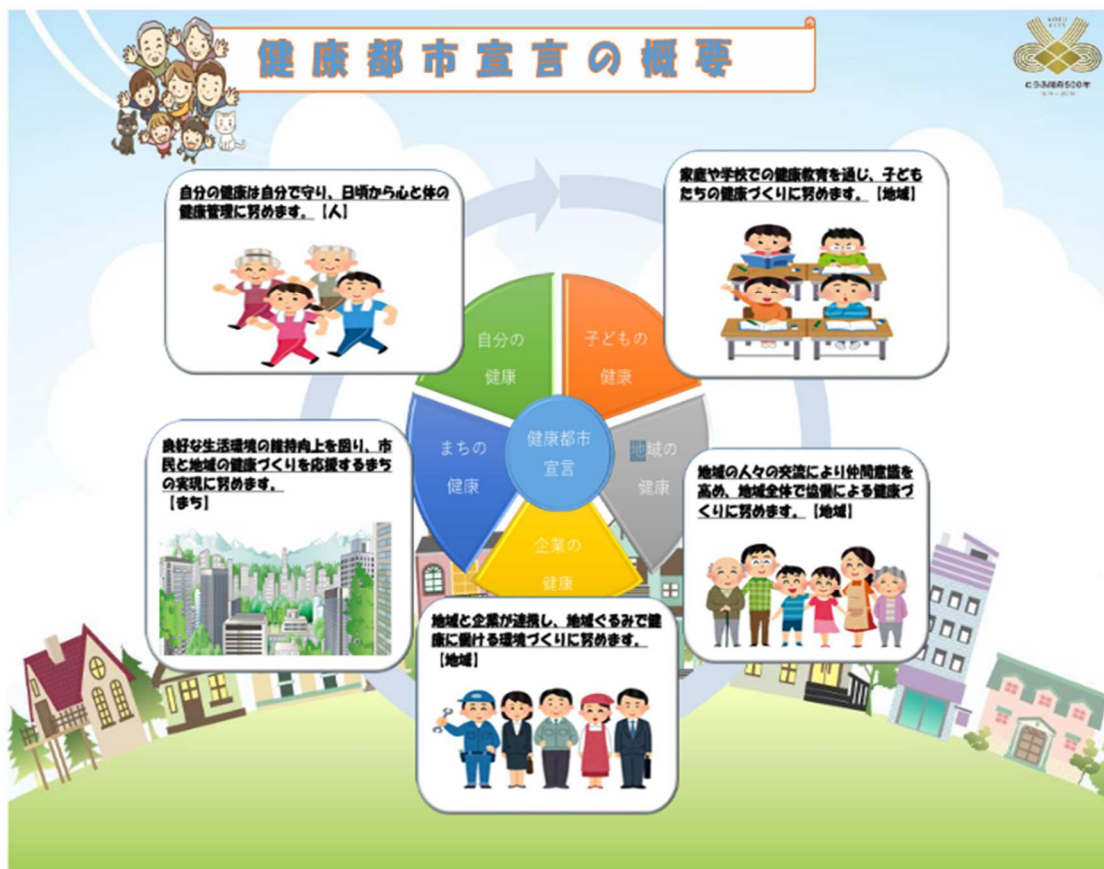 健康都市宣言の概要
KOFU CITY
こうふ開府500年
自分の健康は自分で守り、日頃から心と体の
健康管理に努めます。【人】
家庭や学校での健康教育を通じ、子ども
たちの健康づくりに努めます。【地域】
自分の
健康
子どもの
健康
まちの
健康
健康都市
宣言
地域の
健康
企業の
健康
良好な生活環境の維持向上を図り、市
民と地域の健康づくりを応援するまち
の実現に努めます。
【まち】
地域の人々の交流により仲間意識を
高め、地域全体で協働による健康づ
くりに努めます。【地域】
地域と企業が連携し、地域ぐるみで健
康に働ける環境づくりに努めます。
【地域】